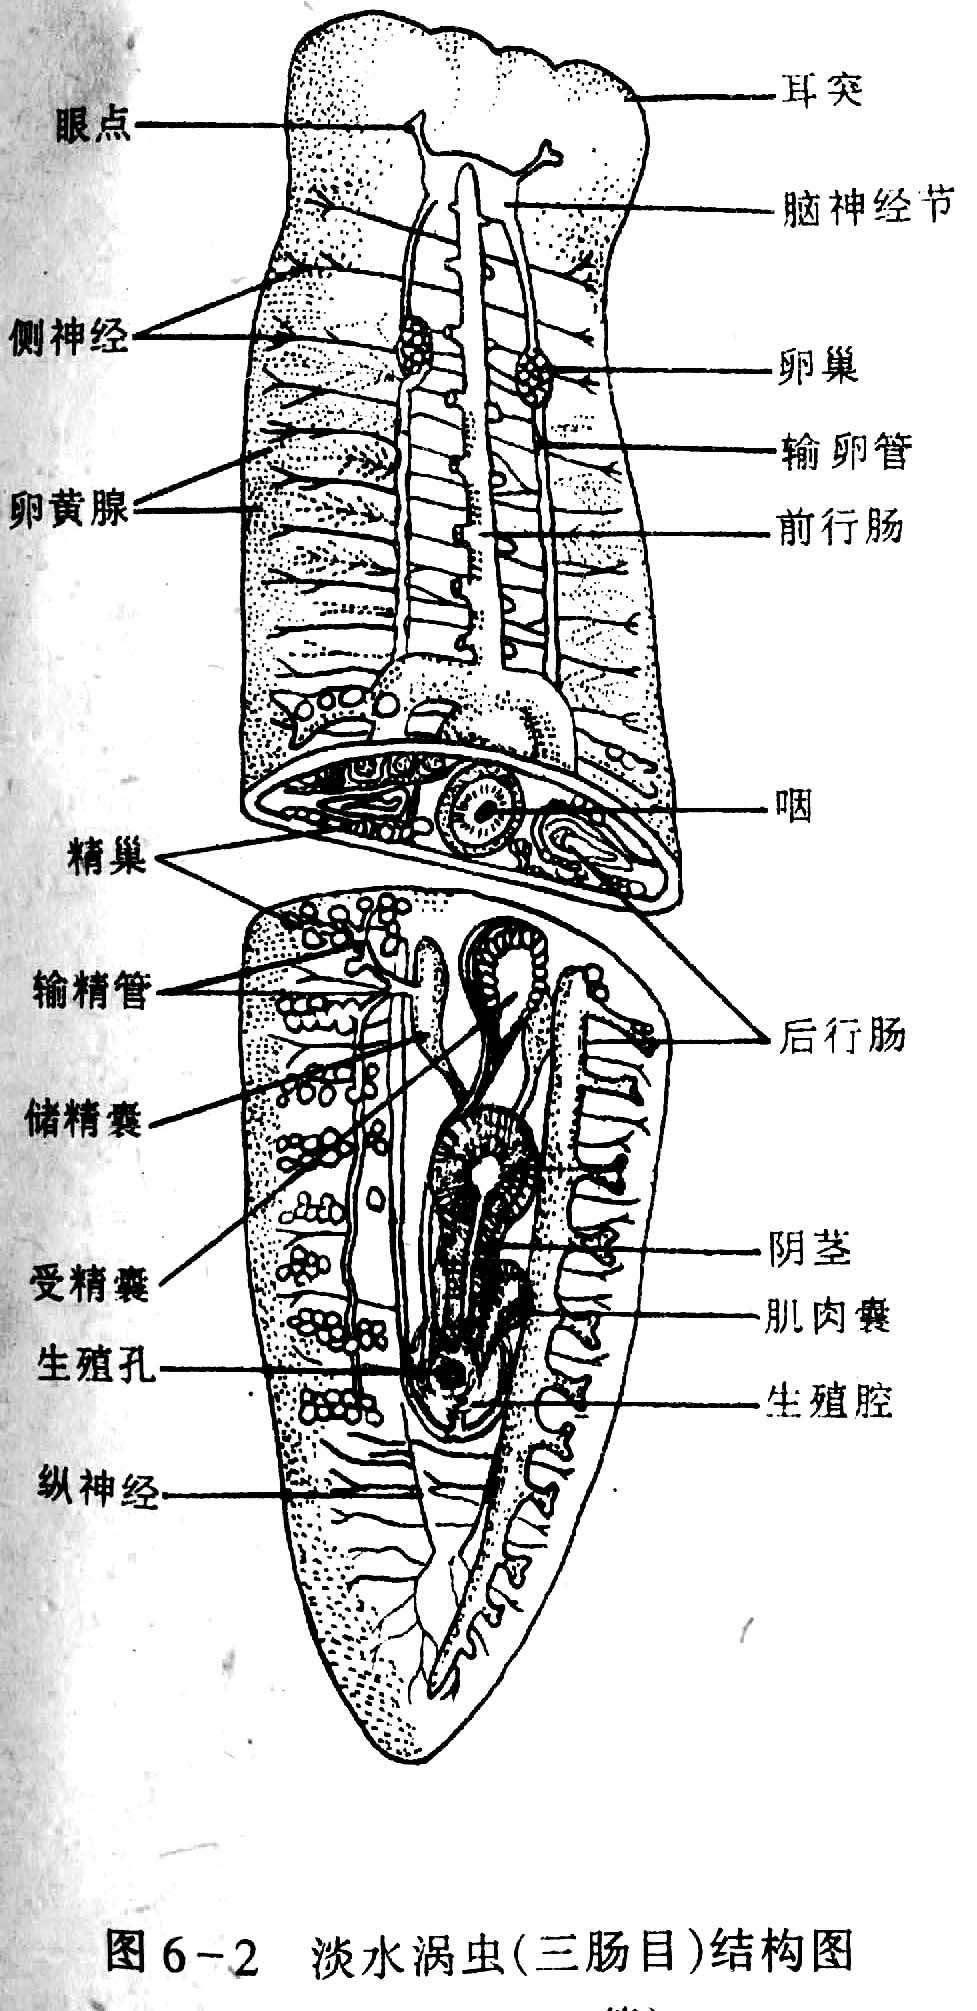 耳突
眼点
脑神经节
侧神经
卵巢
输卵管
卵黄腺
前行肠
咽
精巢
输精管
后行肠
储精囊
阴茎
受精囊
肌肉囊
生殖孔
生殖腔
纵神经
图6-2 淡水涡虫(三肠目)结构图